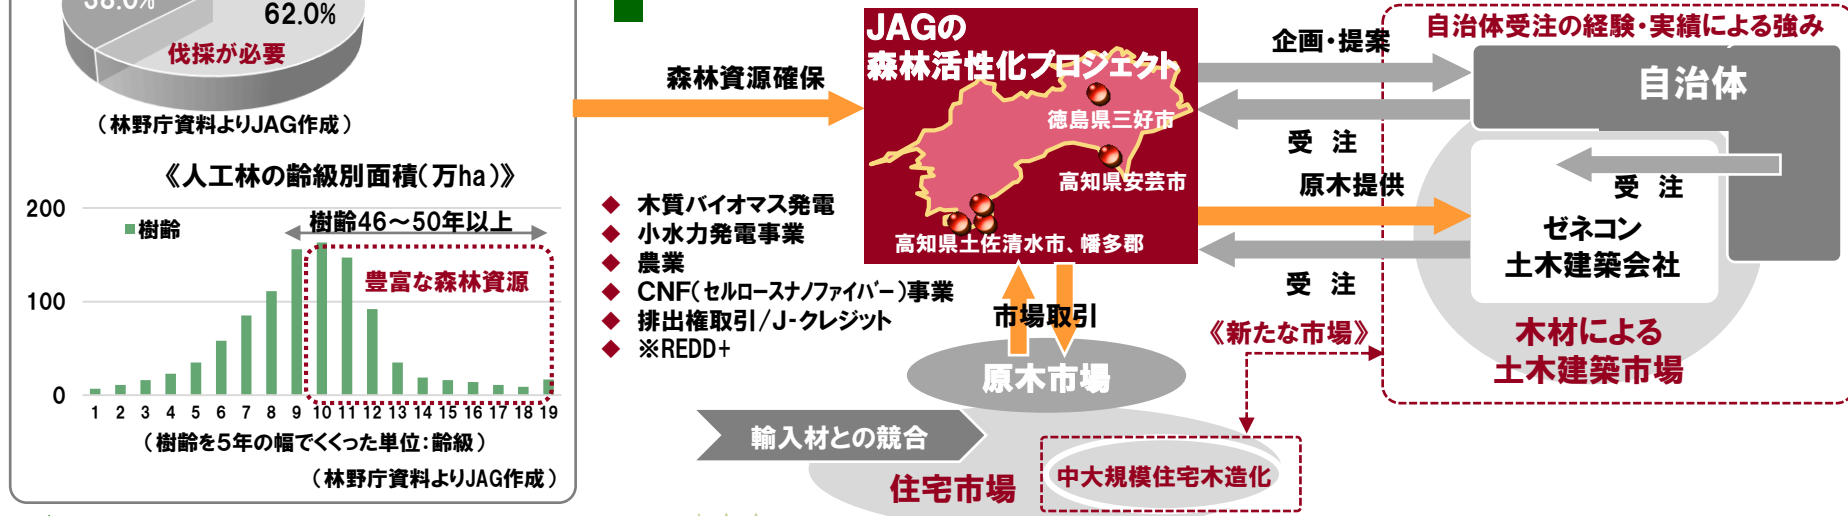 38.0%
62.0%
伐採が必要
（林野庁資料よりJAG作成）
《人工林の齢級別面積(万ha)》
200
100
0
樹齢
樹齢46～50年以上
豊富な森林資源
1 2 3 4 5 6 7 8 9 10 11 12 13 14 15 16 17 18 19
（樹齢を5年の幅でくくった単位：齢級）
（林野庁資料よりJAG作成）
森林資源確保
◆ 木質バイオマス発電
◆ 小水力発電事業
◆ 農業
◆ CNF(セルロースナノファイバー)事業
◆ 排出権取引/J-クレジット
◆ ※REDD+
JAGの
森林活性化プロジェクト
徳島県三好市
高知県安芸市
高知県土佐清水市、幡多郡
市場取引
原木市場
輸入材との競合
住宅市場
中大規模住宅木造化
《新たな市場》
企画・提案
受 注
原木提供
受 注
自治体受注の経験・実績による強み
自治体
受 注
ゼネコン
土木建築会社
木材による
土木建築市場